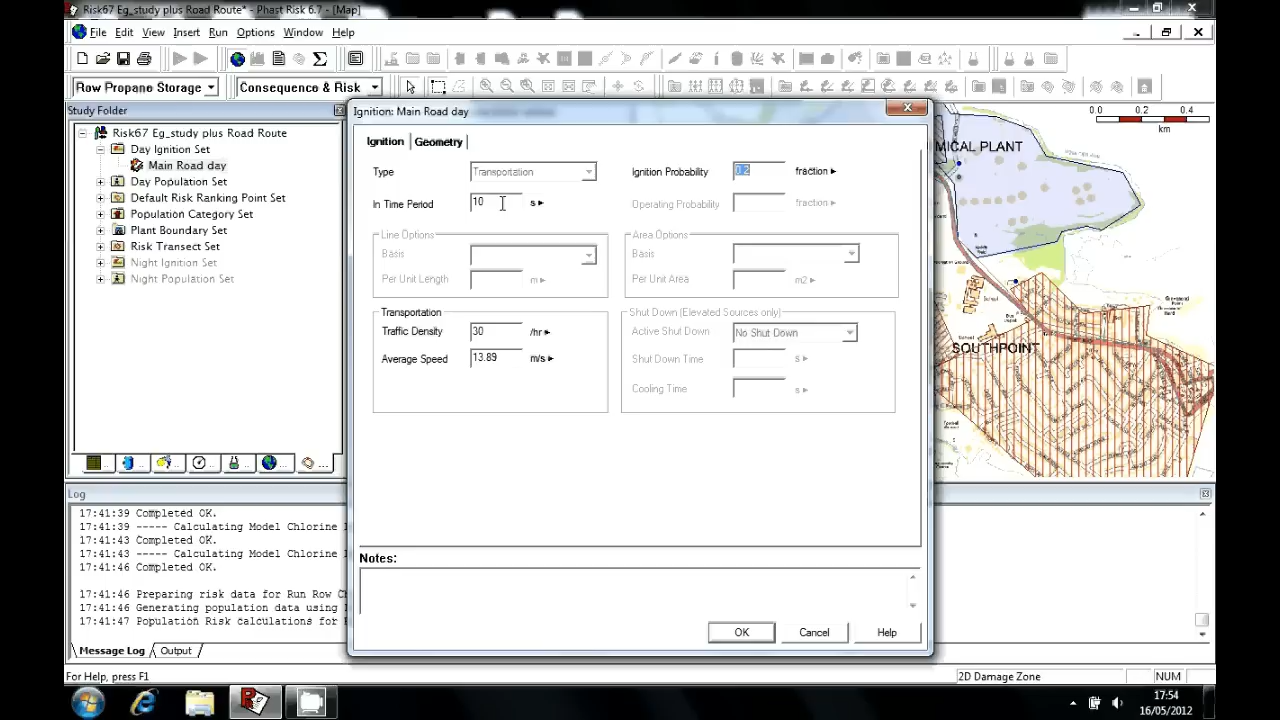 Risk67 Eg_study plus Road Route* - Phast Risk 6.7 - [Map]
File Edit View Insert Run Options Window Help
Row Propane Storage
Consequence & Risk
Study Folder
Risk67 Eg_study plus Road Route
Day Ignition Set
Main Road day
Day Population Set
Default Risk Ranking Point Set
Population Category Set
Plant Boundary Set
Risk Transect Set
Night Ignition Set
Night Population Set
Ignition: Main Road day
Ignition Geometry
Type Transportation
Ignition Probability 0.2 fraction
In Time Period 10 s
Operating Probability fraction
Line Options
Basis
Per Unit Length m
Area Options
Basis
Per Unit Area m2
Transportation
Traffic Density 30 /hr
Average Speed 13.89 m/s
Shut Down (Elevated Sources only)
Active Shut Down No Shut Down
Shut Down Time s
Cooling Time s
Notes:
OK Cancel Help
0.0 0.2 0.4
km
MICAL PLANT
School
SOUTHPOINT
Log
17:41:39 Completed OK.
17:41:39 ----- Calculating Model Chlorine
17:41:43 Completed OK.
17:41:43 ----- Calculating Model Chlorine
17:41:46 Completed OK.
17:41:46 Preparing risk data for Run Row
17:41:46 Generating population data using
17:41:47 Population Risk calculations for
Message Log Output
For Help, press F1
2D Damage Zone
NUM
17:54
16/05/2012